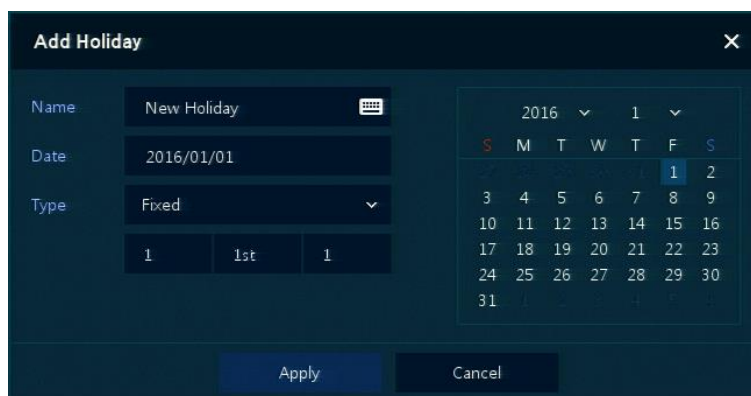 Add Holiday
Name New Holiday
Date 2016/01/01
Type Fixed
1 1st 1
2016 1
S M T W T F S
1 2
3 4 5 6 7 8 9
10 11 12 13 14 15 16
17 18 19 20 21 22 23
24 25 26 27 28 29 30
31
Apply Cancel